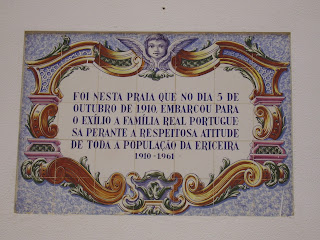 FOI NESTA PRAIA QUE NO DIA 5 DE
OUTUBRO DE 1910, EMBARCOU PARA
O EXÍLIO A FAMÍLIA REAL PORTUGUE
SA PERANTE A RESPEITOSA ATITUDE
DE TODA A POPULAÇÃO DA ERICEIRA
1910-1961